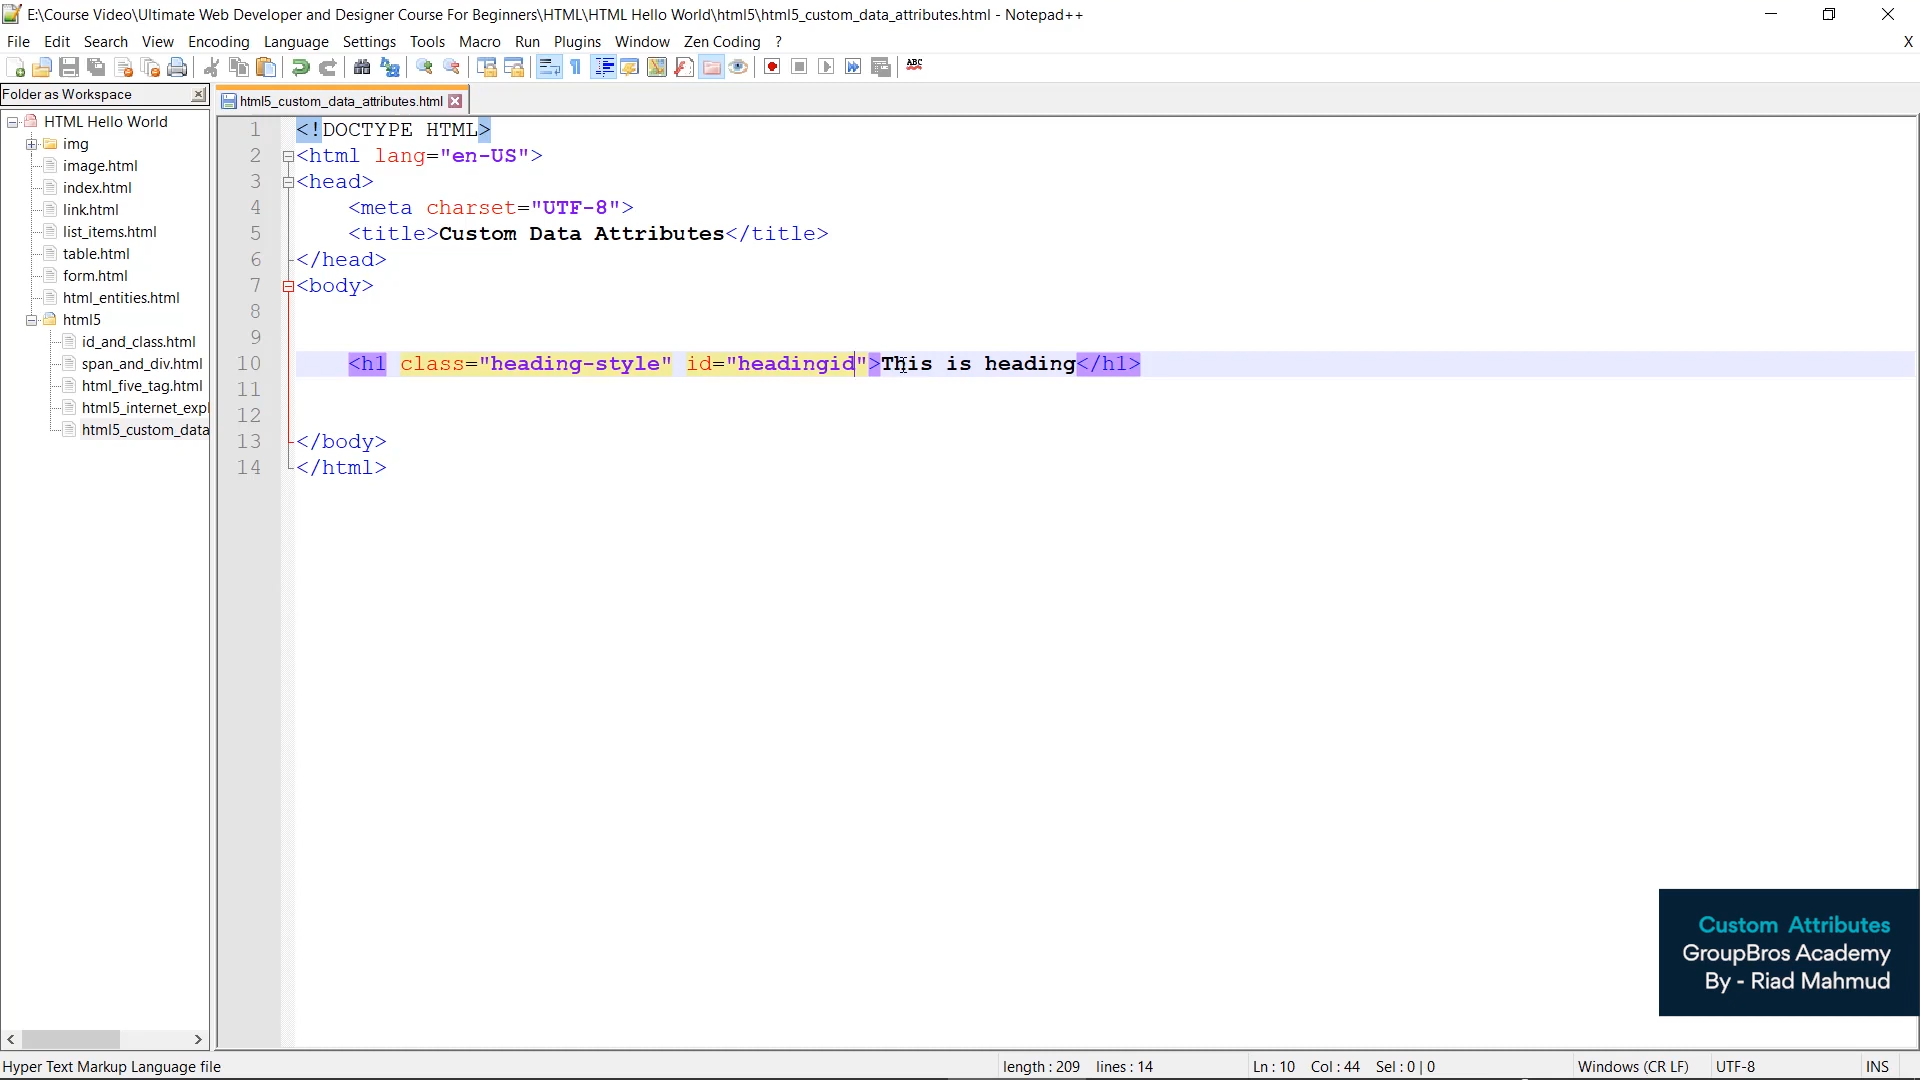 E:\Course Video\Ultimate Web Developer and Designer Course For Beginners\HTML\HTML Hello World\html5\html5_custom_data_attributes.html - Notepad++
File Edit Search View Encoding Language Settings Tools Macro Run Plugins Window Zen Coding ? X
ABC
Folder as Workspace
html5_custom_data_attributes.html
HTML Hello World
img
image.html
index.html
link.html
list_items.html
table.html
form.html
html_entities.html
html5
id_and_class.html
span_and_div.html
html_five_tag.html
html5_internet_expl
html5_custom_data
1 <!DOCTYPE HTML>
2 <html lang="en-US">
3 <head>
4 <meta charset="UTF-8">
5 <title>Custom Data Attributes</title>
6 </head>
7 <body>
8
9
10 <h1 class="heading-style" id="headingid">This is heading</h1>
11
12
13 </body>
14 </html>
Custom Attributes
GroupBros Academy
By - Riad Mahmud
Hyper Text Markup Language file length : 209 lines : 14 Ln : 10 Col : 44 Sel : 0 | 0 Windows (CR LF) UTF-8 INS